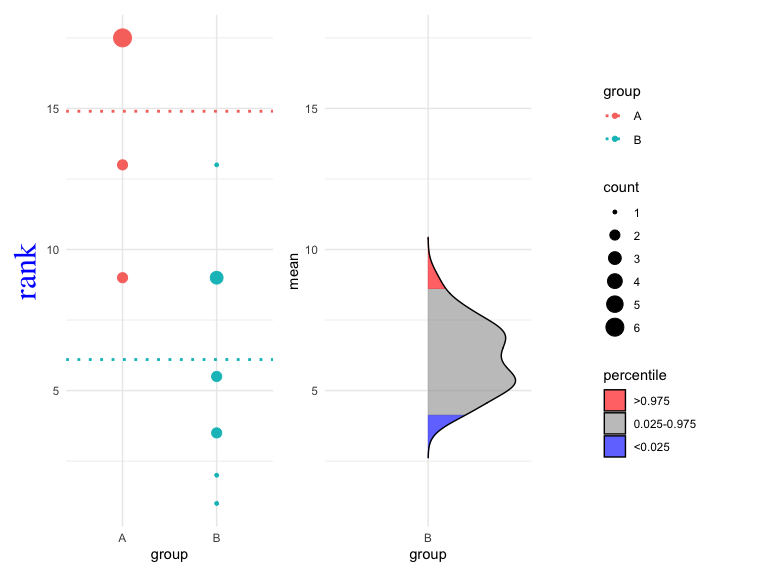 rank
15
10
5
A
B
group
mean
15
10
5
B
group
group
A
B
count
1
2
3
4
5
6
percentile
>0.975
0.025-0.975
<0.025